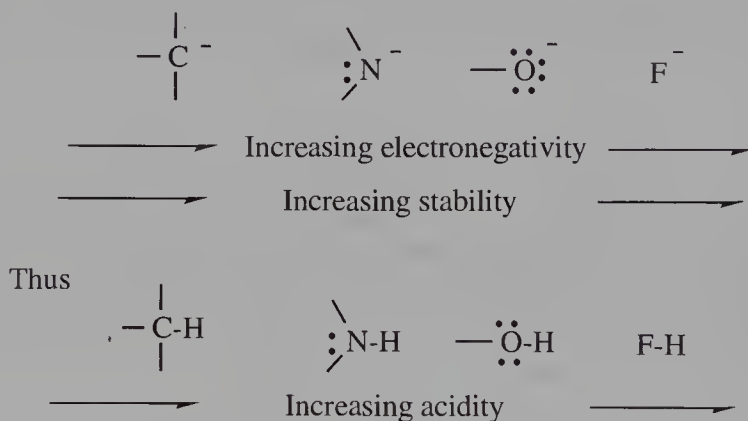 C⁻ :N⁻ —O⁻ F⁻
Increasing electronegativity
Increasing stability
Thus
C-H :N-H —O-H F-H
Increasing acidity